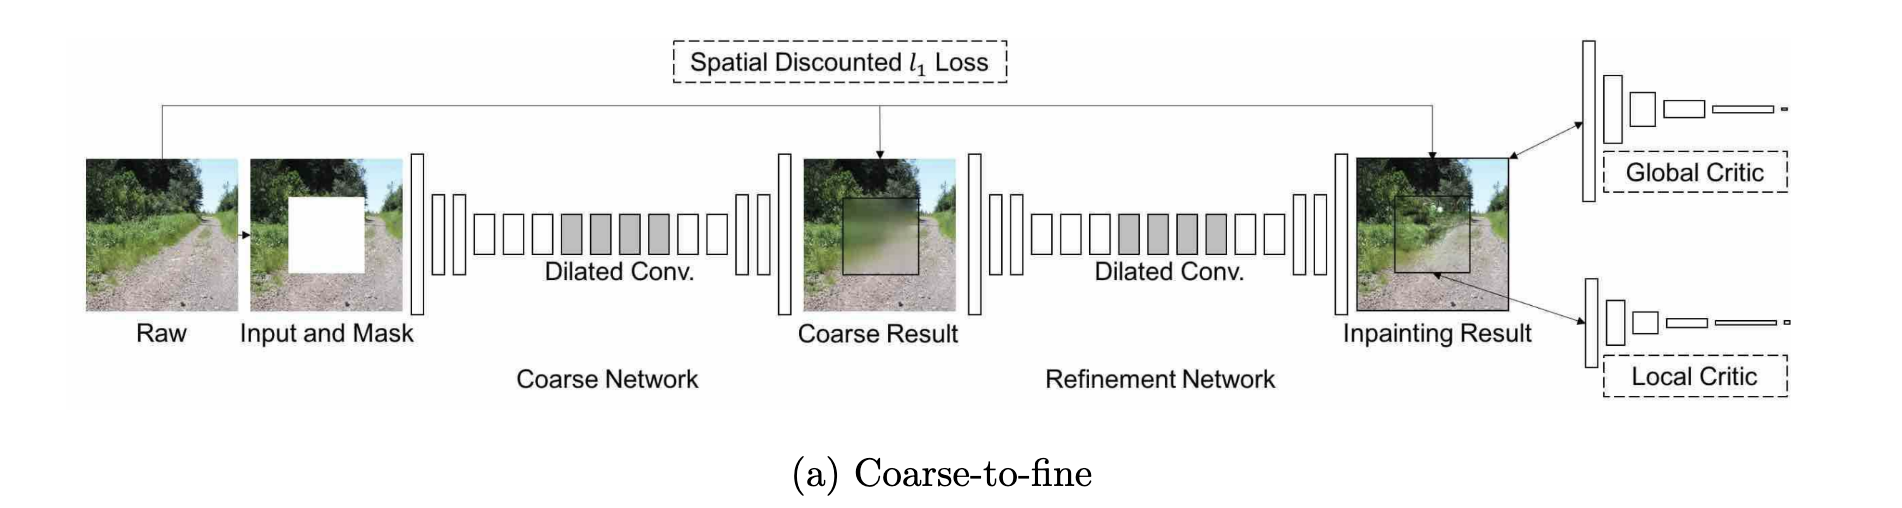 Spatial Discounted l₁ Loss
Global Critic
Dilated Conv.
Dilated Conv.
Raw
Input and Mask
Coarse Result
Inpainting Result
Coarse Network
Refinement Network
Local Critic
(a) Coarse-to-fine